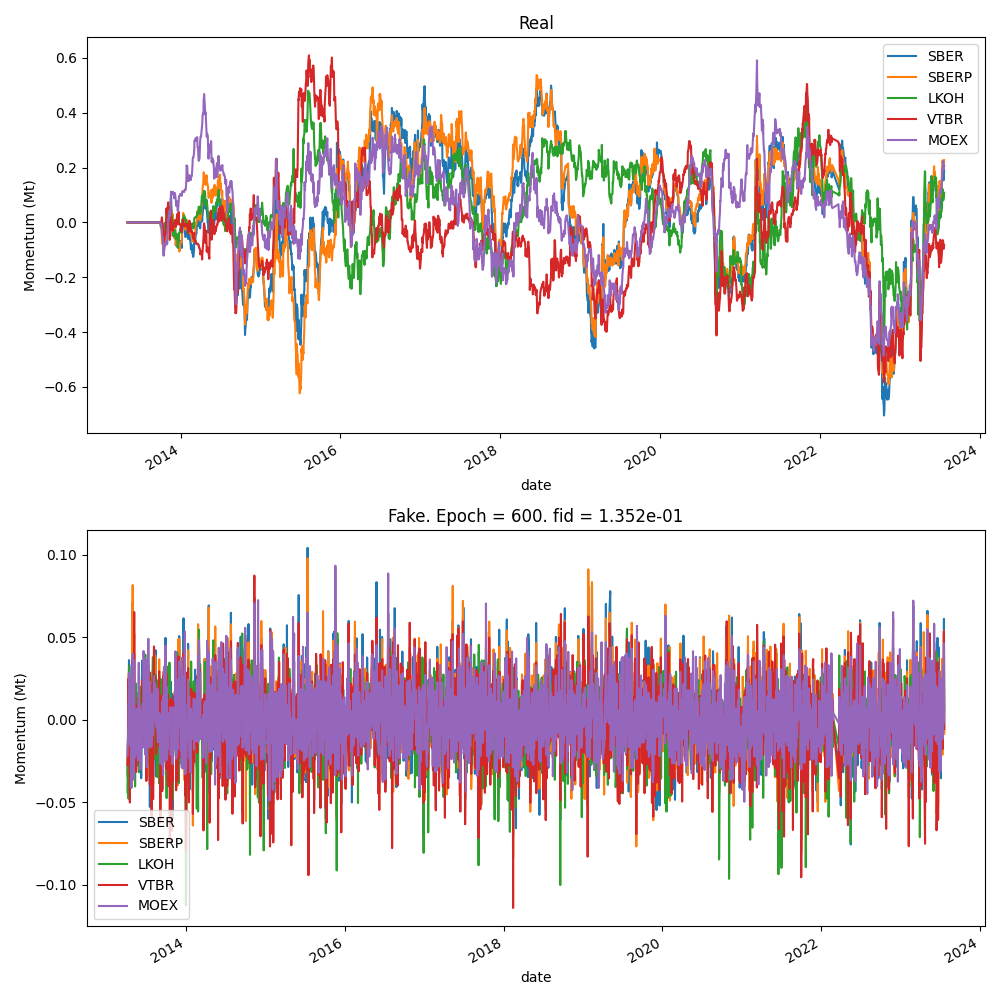 Real
Momentum (Mt)
0.6
0.4
0.2
0.0
−0.2
−0.4
−0.6
SBER
SBERP
LKOH
VTBR
MOEX
2014
2016
2018
2020
2022
2024
date
Fake. Epoch = 600. fid = 1.352e-01
Momentum (Mt)
0.10
0.05
0.00
−0.05
−0.10
SBER
SBERP
LKOH
VTBR
MOEX
2014
2016
2018
2020
2022
2024
date